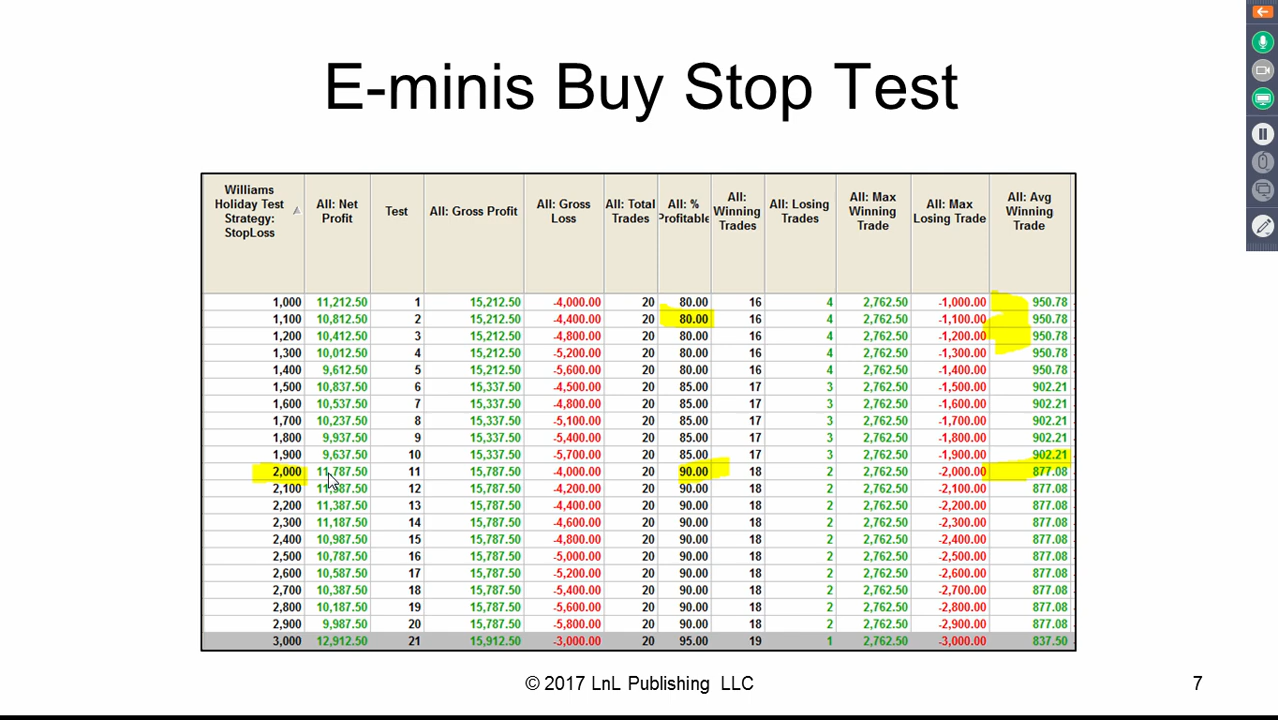 E-minis Buy Stop Test
Williams Holiday Test Strategy: StopLoss | All: Net Profit | Test | All: Gross Profit | All: Gross Loss | All: Total Trades | All: % Profitable | All: Winning Trades | All: Losing Trades | All: Max Winning Trade | All: Max Losing Trade | All: Avg Winning Trade
1,000 11,212.50 1 15,212.50 -4,000.00 20 80.00 16 4 2,762.50 -1,000.00 950.78
1,100 10,812.50 2 15,212.50 -4,400.00 20 80.00 16 4 2,762.50 -1,100.00 950.78
1,200 10,412.50 3 15,212.50 -4,800.00 20 80.00 16 4 2,762.50 -1,200.00 950.78
1,300 10,012.50 4 15,212.50 -5,200.00 20 80.00 16 4 2,762.50 -1,300.00 950.78
1,400 9,612.50 5 15,212.50 -5,600.00 20 80.00 16 4 2,762.50 -1,400.00 950.78
1,500 10,837.50 6 15,337.50 -4,500.00 20 85.00 17 3 2,762.50 -1,500.00 902.21
1,600 10,537.50 7 15,337.50 -4,800.00 20 85.00 17 3 2,762.50 -1,600.00 902.21
1,700 10,237.50 8 15,337.50 -5,100.00 20 85.00 17 3 2,762.50 -1,700.00 902.21
1,800 9,937.50 9 15,337.50 -5,400.00 20 85.00 17 3 2,762.50 -1,800.00 902.21
1,900 9,637.50 10 15,337.50 -5,700.00 20 85.00 17 3 2,762.50 -1,900.00 902.21
2,000 11,787.50 11 15,787.50 -4,000.00 20 90.00 18 2 2,762.50 -2,000.00 877.08
2,100 12 15,787.50 -4,200.00 20 90.00 18 2 2,762.50 -2,100.00 877.08
2,200 11,387.50 13 15,787.50 -4,400.00 20 90.00 18 2 2,762.50 -2,200.00 877.08
2,300 11,187.50 14 15,787.50 -4,600.00 20 90.00 18 2 2,762.50 -2,300.00 877.08
2,400 10,987.50 15 15,787.50 -4,800.00 20 90.00 18 2 2,762.50 -2,400.00 877.08
2,500 10,787.50 16 15,787.50 -5,000.00 20 90.00 18 2 2,762.50 -2,500.00 877.08
2,600 10,587.50 17 15,787.50 -5,200.00 20 90.00 18 2 2,762.50 -2,600.00 877.08
2,700 10,387.50 18 15,787.50 -5,400.00 20 90.00 18 2 2,762.50 -2,700.00 877.08
2,800 10,187.50 19 15,787.50 -5,600.00 20 90.00 18 2 2,762.50 -2,800.00 877.08
2,900 9,987.50 20 15,787.50 -5,800.00 20 90.00 18 2 2,762.50 -2,900.00 877.08
3,000 12,912.50 21 15,912.50 -3,000.00 20 95.00 19 1 2,762.50 -3,000.00 837.50
© 2017 LnL Publishing LLC
7